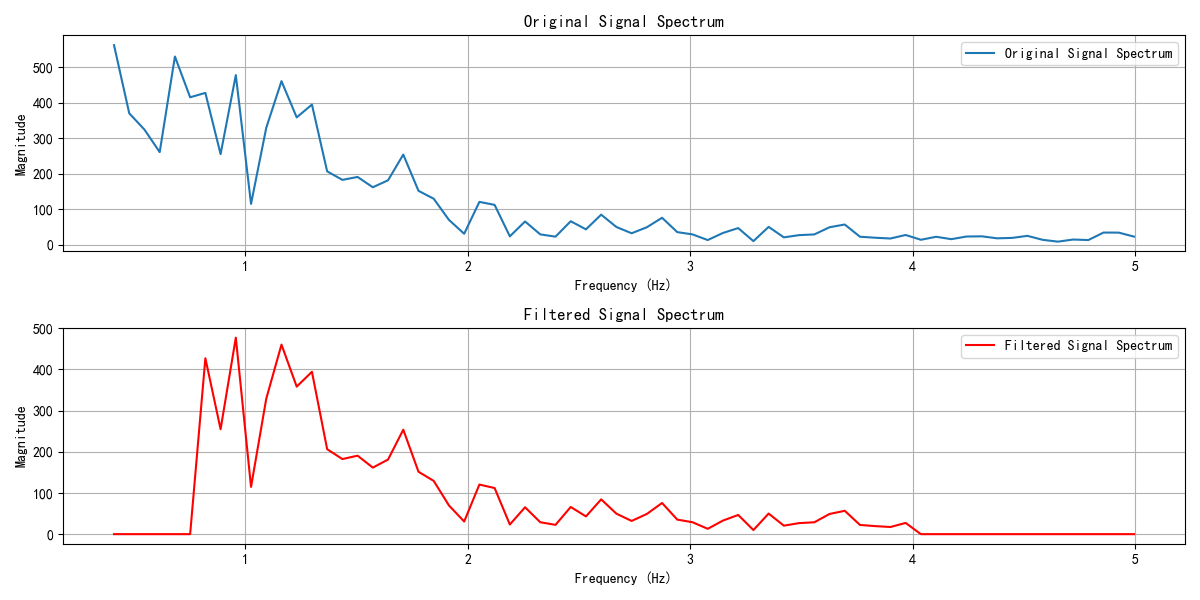 Original Signal Spectrum
Original Signal Spectrum
Magnitude
500
400
300
200
100
0
1 2 3 4 5
Frequency (Hz)
Filtered Signal Spectrum
Filtered Signal Spectrum
Magnitude
500
400
300
200
100
0
1 2 3 4 5
Frequency (Hz)